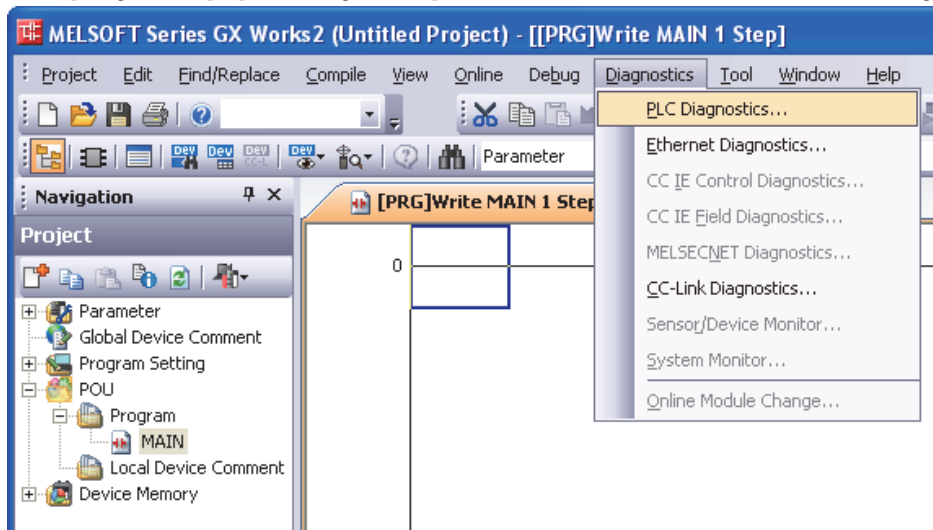 MELSOFT Series GX Works2 (Untitled Project) - [[PRG]Write MAIN 1 Step]
Project Edit Find/Replace Compile View Online Debug Diagnostics Tool Window Help
PLC Diagnostics...
Ethernet Diagnostics...
CC IE Control Diagnostics...
CC IE Field Diagnostics...
MELSECNET Diagnostics...
CC-Link Diagnostics...
Sensor/Device Monitor...
System Monitor...
Online Module Change...
Parameter
Navigation
[PRG]Write MAIN 1 Step
Project
0
Parameter
Global Device Comment
Program Setting
POU
Program
MAIN
Local Device Comment
Device Memory